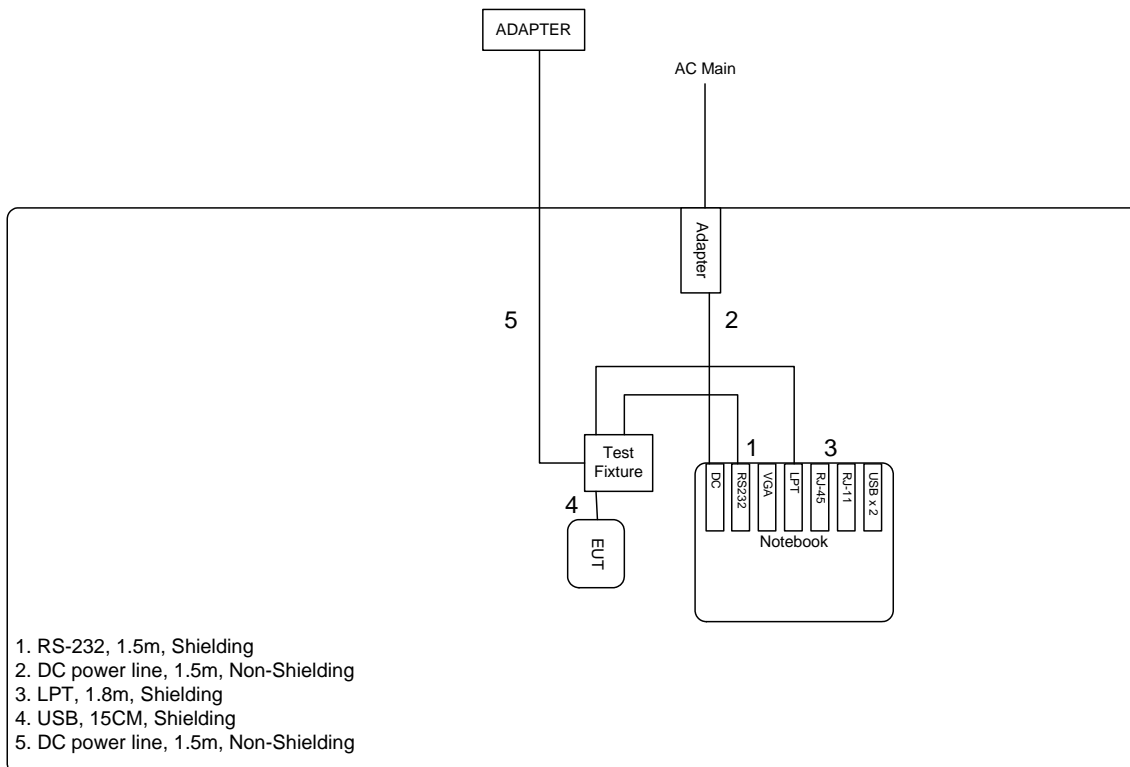 ADAPTER
AC Main
Adapter
5
2
1
3
Test
Fixture
DC
RS232
VGA
LPT
RJ-45
RJ-11
USB x 2
4
Notebook
EUT
1. RS-232, 1.5m, Shielding
2. DC power line, 1.5m, Non-Shielding
3. LPT, 1.8m, Shielding
4. USB, 15CM, Shielding
5. DC power line, 1.5m, Non-Shielding